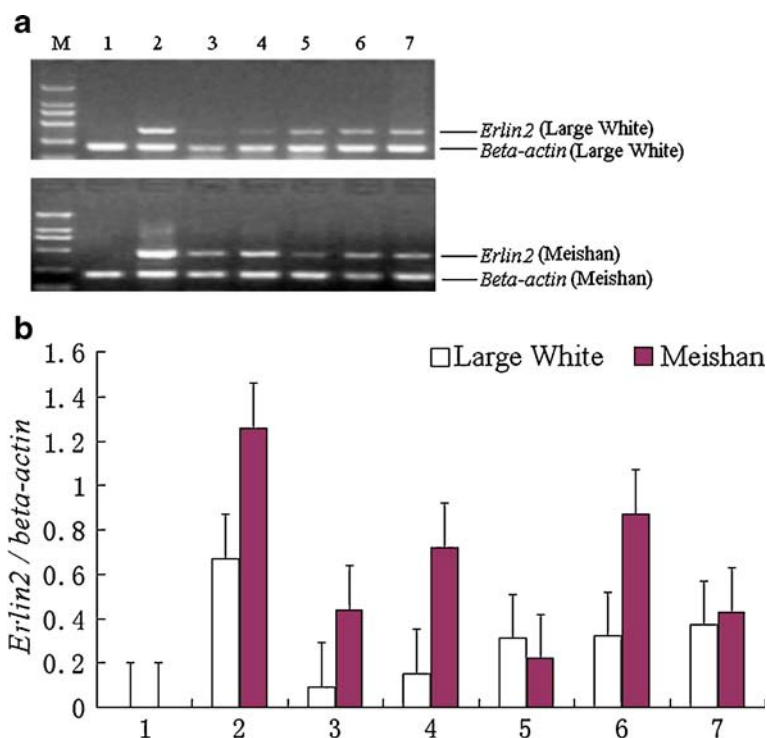 a
M 1 2 3 4 5 6 7
Erlin2 (Large White)
Beta-actin (Large White)
Erlin2 (Meishan)
Beta-actin (Meishan)
b
Large White Meishan
Erlin2 / beta-actin
1.6
1.4
1.2
1
0.8
0.6
0.4
0.2
0
1 2 3 4 5 6 7